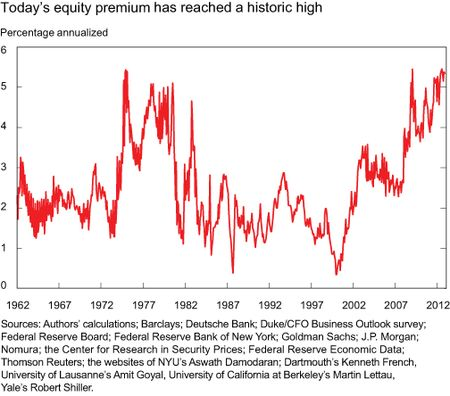 Today's equity premium has reached a historic high
Percentage annualized
6
5
4
3
2
1
0
1962 1967 1972 1977 1982 1987 1992 1997 2002 2007 2012
Sources: Authors' calculations; Barclays; Deutsche Bank; Duke/CFO Business Outlook survey;
Federal Reserve Board; Federal Reserve Bank of New York; Goldman Sachs; J.P. Morgan;
Nomura; the Center for Research in Security Prices; Federal Reserve Economic Data;
Thomson Reuters; the websites of NYU's Aswath Damodaran; Dartmouth's Kenneth French,
University of Lausanne's Amit Goyal, University of California at Berkeley's Martin Lettau,
Yale's Robert Shiller.